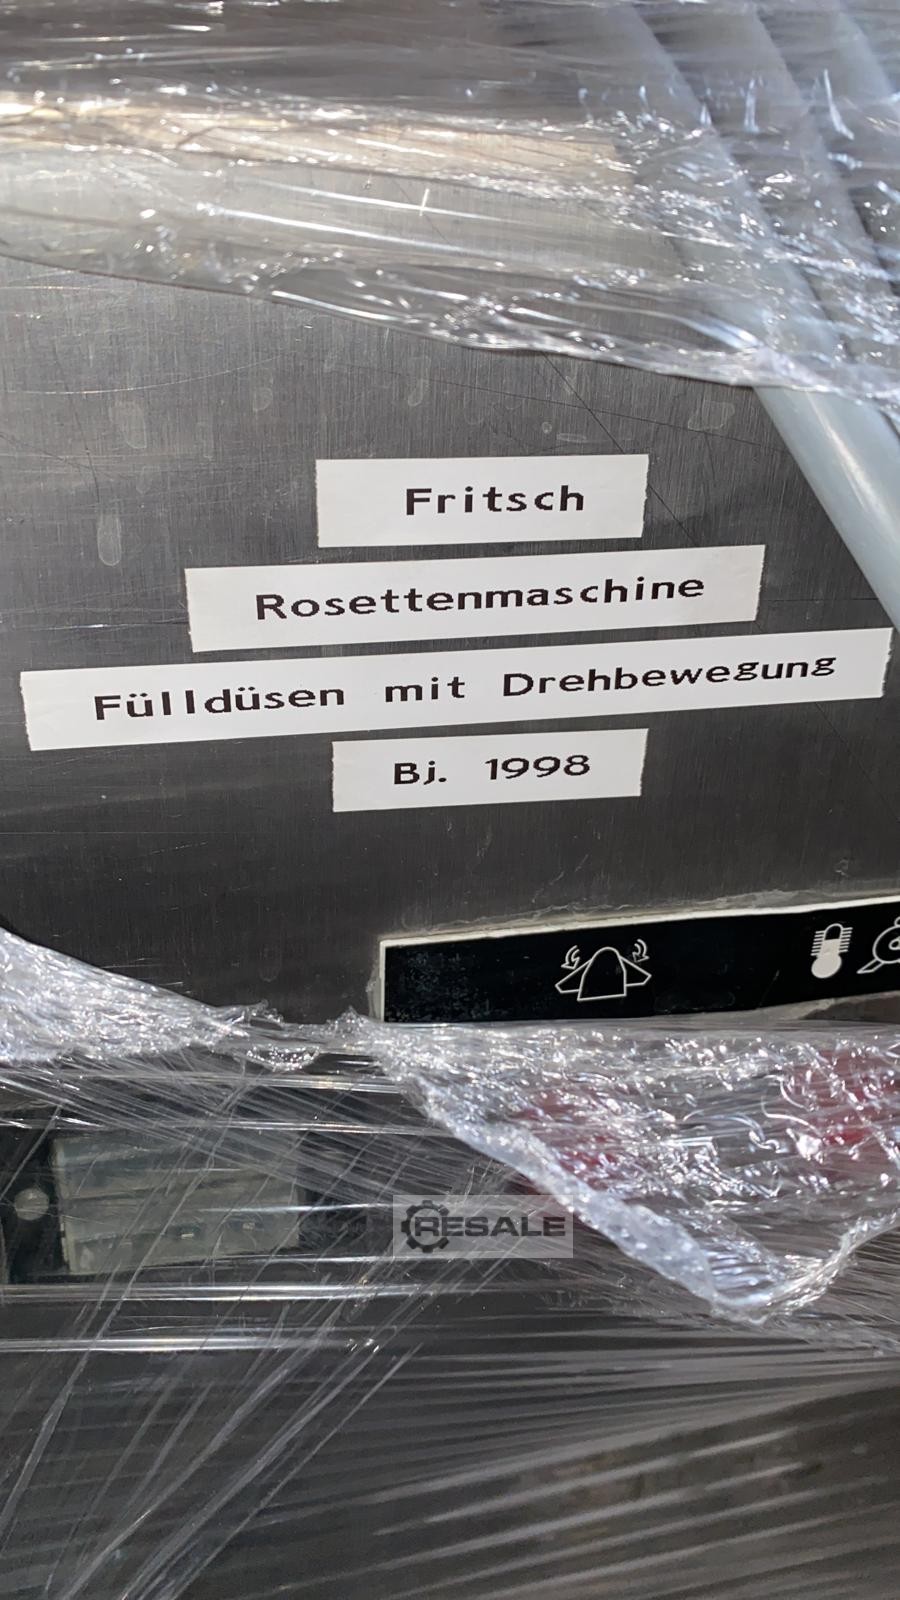 Fritsch
Rosettenmaschine
Fülldüsen mit Drehbewegung
Bj. 1998
RESALE